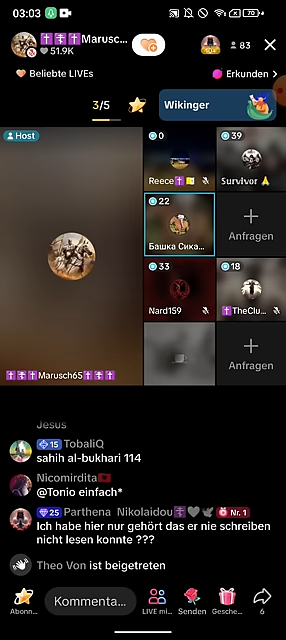 03:03
70
✝️☦️✝️Marusc...
51.9K
83
Beliebte LIVEs
Erkunden >
3/5
Wikinger
Host
0
39
Reece✝️
Survivor 🙏
22
Башка Сика...
Anfragen
33
18
Nard159
✝️TheClu...
Anfragen
✝️✝️✝️Marusch65✝️✝️✝️
Jesus
15 TobaliQ
sahih al-bukhari 114
Nicomirdita🇦🇱
@Tonio einfach*
25 Parthena Nikolaidou☦️🩶🕊 Nr. 1
Ich habe hier nur gehört das er nie schreiben
nicht lesen konnte ???
Theo Von ist beigetreten
Kommenta...
Abonn...
LIVE mi...
Senden
Gesche...
6